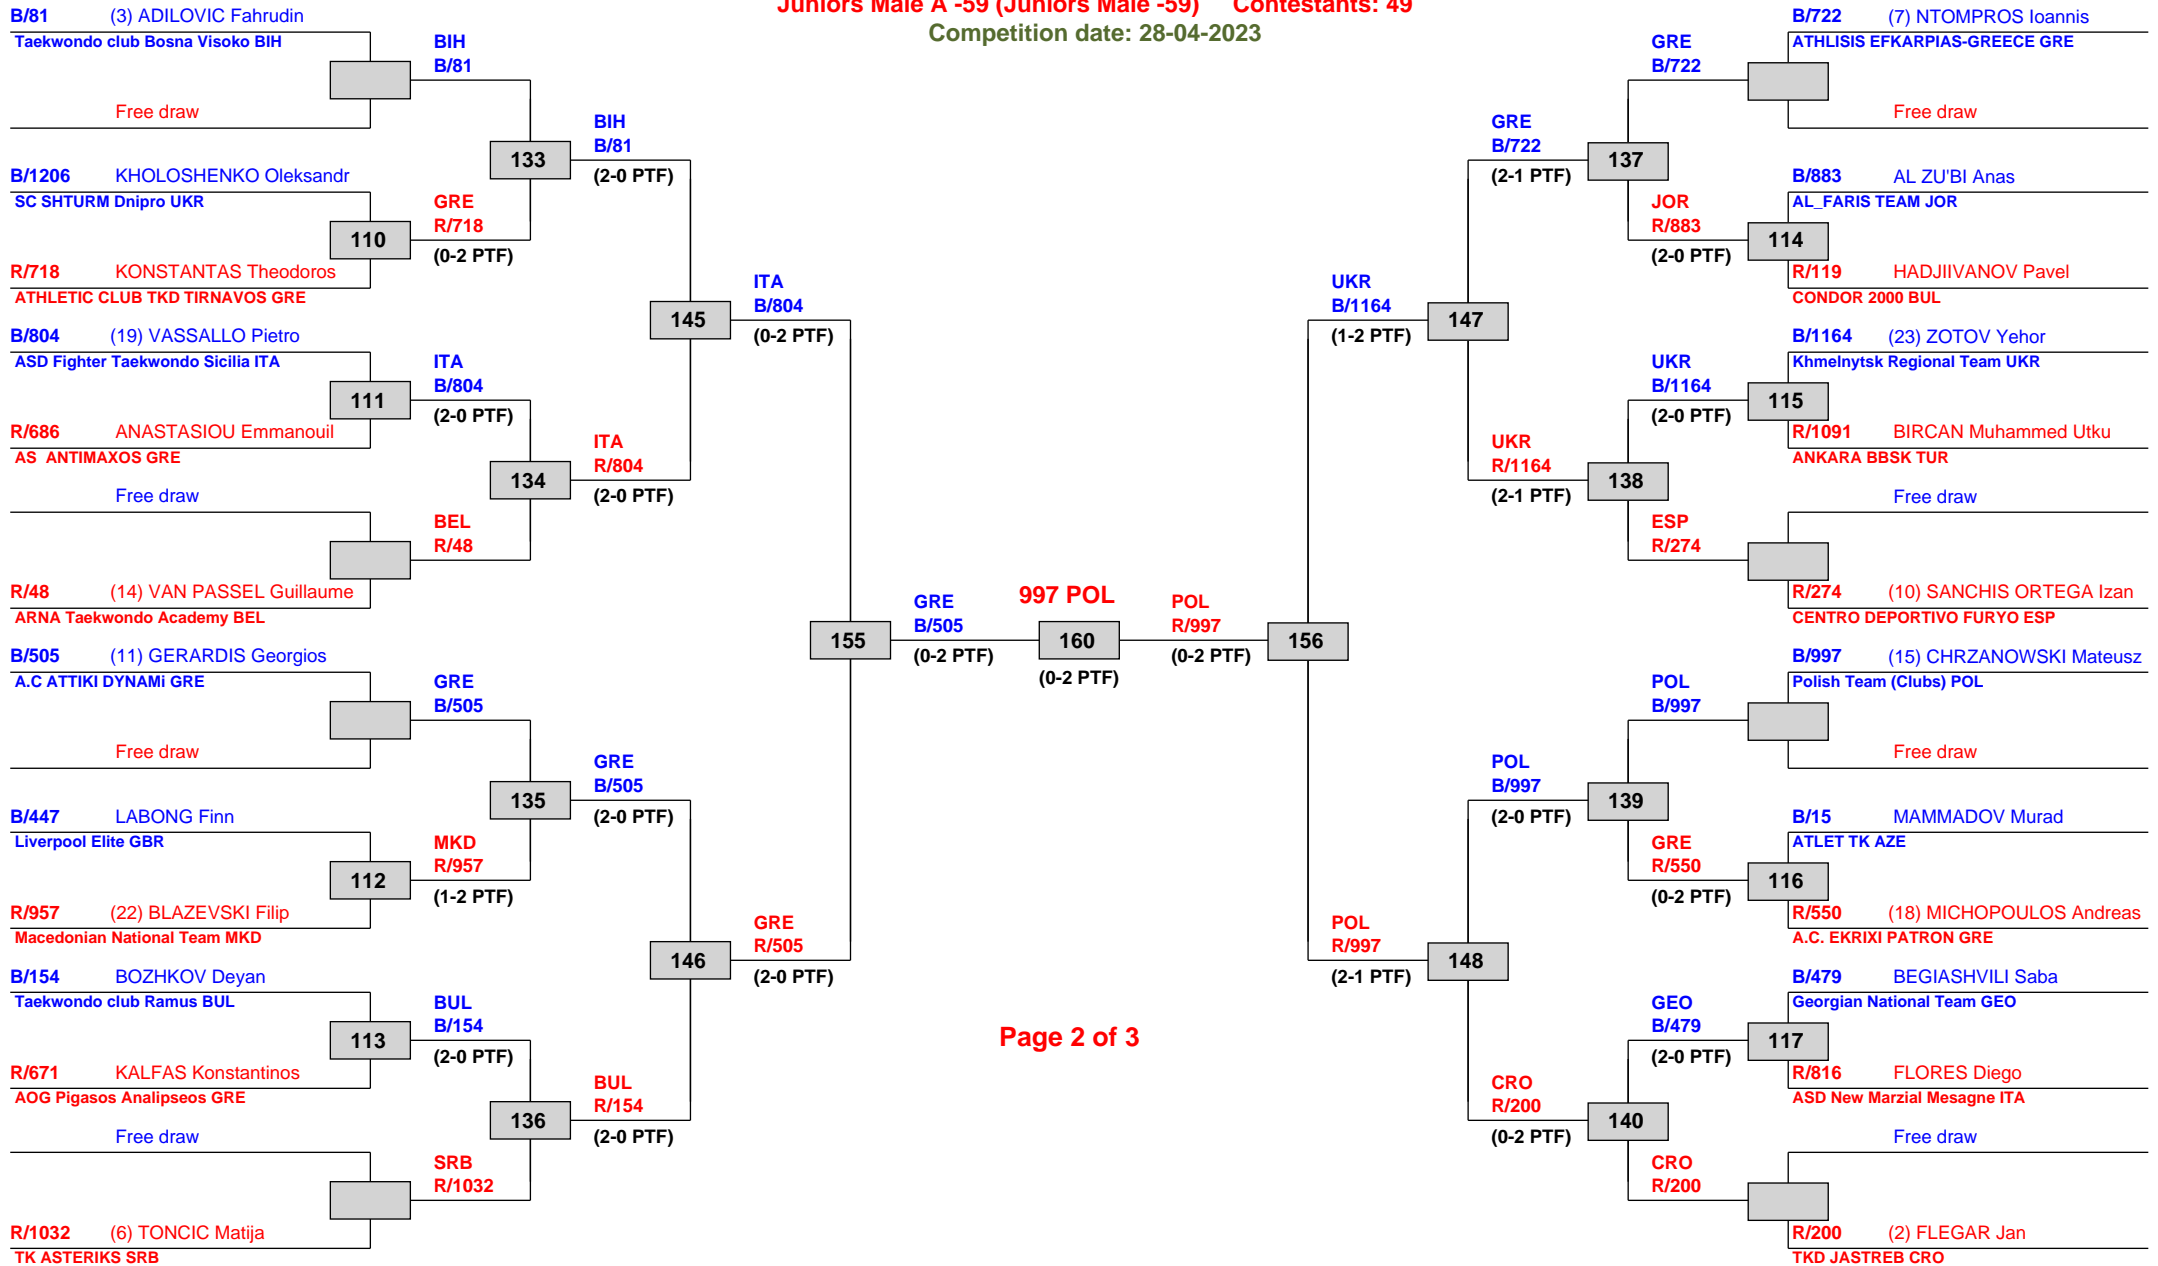 Juniors Male A -59 (Juniors Male -59) Contestants: 49
Competition date: 28-04-2023
B/81 (3) ADILOVIC Fahrudin
Taekwondo club Bosna Visoko BIH
Free draw
B/1206 KHOLOSHENKO Oleksandr
SC SHTURM Dnipro UKR
110
R/718 KONSTANTAS Theodoros
ATHLETIC CLUB TKD TIRNAVOS GRE
B/804 (19) VASSALLO Pietro
ASD Fighter Taekwondo Sicilia ITA
111
R/686 ANASTASIOU Emmanouil
AS ANTIMAXOS GRE
Free draw
R/48 (14) VAN PASSEL Guillaume
ARNA Taekwondo Academy BEL
B/505 (11) GERARDIS Georgios
A.C ATTIKI DYNAMi GRE
Free draw
B/447 LABONG Finn
Liverpool Elite GBR
112
R/957 (22) BLAZEVSKI Filip
Macedonian National Team MKD
B/154 BOZHKOV Deyan
Taekwondo club Ramus BUL
113
R/671 KALFAS Konstantinos
AOG Pigasos Analipseos GRE
Free draw
R/1032 (6) TONCIC Matija
TK ASTERIKS SRB
BIH
B/81
133
GRE
R/718
(0-2 PTF)
ITA
B/804
(2-0 PTF)
134
BEL
R/48
GRE
B/505
135
MKD
R/957
(1-2 PTF)
BUL
B/154
(2-0 PTF)
136
SRB
R/1032
BIH
B/81
(2-0 PTF)
145
ITA
R/804
(2-0 PTF)
GRE
B/505
(2-0 PTF)
146
BUL
R/154
(2-0 PTF)
ITA
B/804
(0-2 PTF)
155
GRE
R/505
(2-0 PTF)
GRE
B/505
(0-2 PTF)
997 POL
160
(0-2 PTF)
Page 2 of 3
POL
R/997
(0-2 PTF)
UKR
B/1164
(1-2 PTF)
156
POL
R/997
(2-1 PTF)
GRE
B/722
(2-1 PTF)
147
UKR
R/1164
(2-1 PTF)
POL
B/997
(2-0 PTF)
148
CRO
R/200
(0-2 PTF)
GRE
B/722
137
JOR
R/883
(2-0 PTF)
UKR
B/1164
(2-0 PTF)
138
ESP
R/274
POL
B/997
139
GRE
R/550
(0-2 PTF)
GEO
B/479
(2-0 PTF)
140
CRO
R/200
B/722 (7) NTOMPROS Ioannis
ATHLISIS EFKARPIAS-GREECE GRE
Free draw
B/883 AL ZU'BI Anas
AL_FARIS TEAM JOR
114
R/119 HADJIIVANOV Pavel
CONDOR 2000 BUL
B/1164 (23) ZOTOV Yehor
Khmelnytsk Regional Team UKR
115
R/1091 BIRCAN Muhammed Utku
ANKARA BBSK TUR
Free draw
R/274 (10) SANCHIS ORTEGA Izan
CENTRO DEPORTIVO FURYO ESP
B/997 (15) CHRZANOWSKI Mateusz
Polish Team (Clubs) POL
Free draw
B/15 MAMMADOV Murad
ATLET TK AZE
116
R/550 (18) MICHOPOULOS Andreas
A.C. EKRIXI PATRON GRE
B/479 BEGIASHVILI Saba
Georgian National Team GEO
117
R/816 FLORES Diego
ASD New Marzial Mesagne ITA
Free draw
R/200 (2) FLEGAR Jan
TKD JASTREB CRO